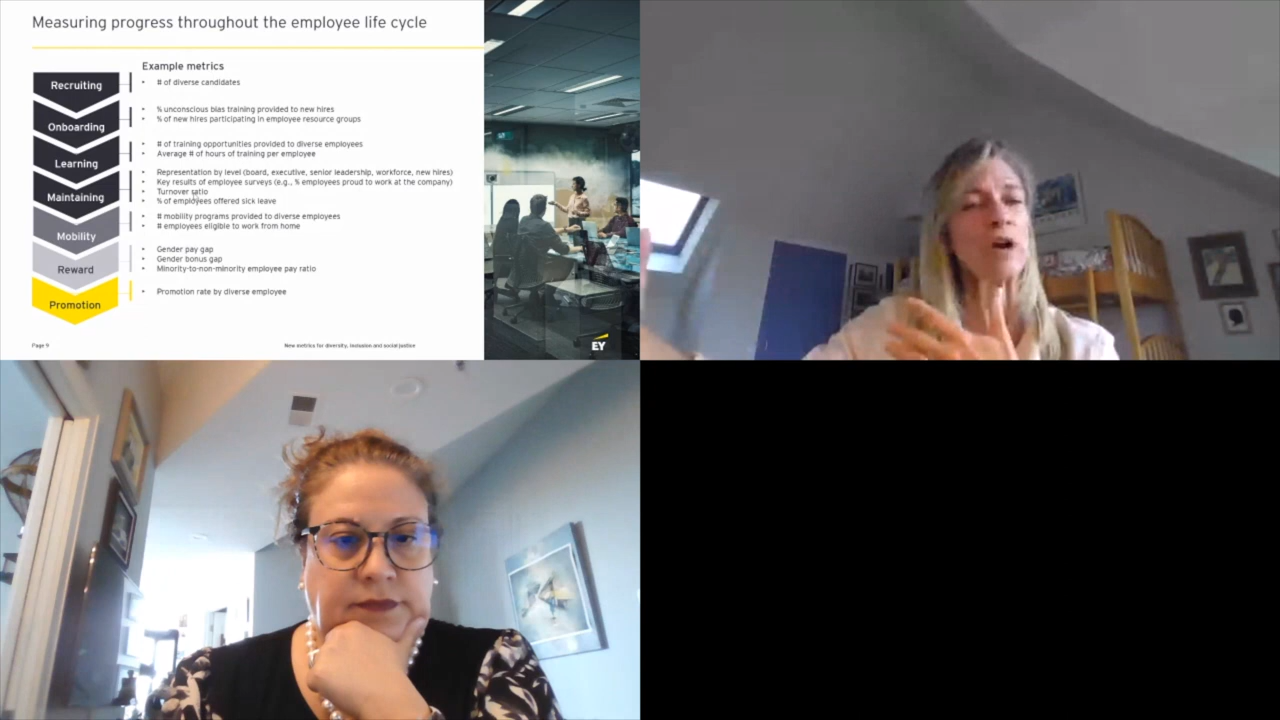 Measuring progress throughout the employee life cycle
Example metrics
Recruiting
• # of diverse candidates
Onboarding
• % unconscious bias training provided to new hires
• % of new hires participating in employee resource groups
Learning
• # of training opportunities provided to diverse employees
• Average # of hours of training per employee
Maintaining
• Representation by level (board, executive, senior leadership, workforce, new hires)
• Key results of employee surveys (e.g., % employees proud to work at the company)
• Turnover ratio
• % of employees offered sick leave
Mobility
• # mobility programs provided to diverse employees
• # employees eligible to work from home
Reward
• Gender pay gap
• Gender bonus gap
• Minority-to-non-minority employee pay ratio
Promotion
• Promotion rate by diverse employee
Page 9
New metrics for diversity, inclusion and social justice
EY